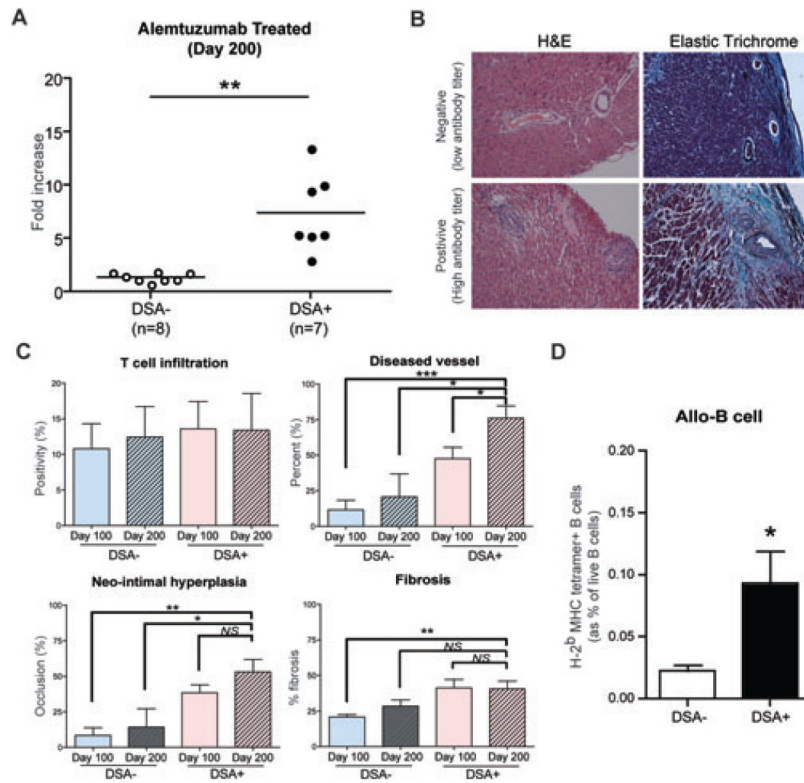 A
Alemtuzumab Treated
(Day 200)
**
Fold increase
20
15
10
5
0
DSA-
(n=8)
DSA+
(n=7)
B
H&E
Elastic Trichrome
Negative
(low antibody titer)
Postivive
(High antibody titer)
C
T cell infiltration
Positivity (%)
20
15
10
5
0
Day 100
Day 200
Day 100
Day 200
DSA-
DSA+
Diseased vessel
***
*
*
Percent (%)
100
75
50
25
0
Day 100
Day 200
Day 100
Day 200
DSA-
DSA+
Neo-intimal hyperplasia
**
*
NS
Occlusion (%)
100
75
50
25
0
Day 100
Day 200
Day 100
Day 200
DSA-
DSA+
Fibrosis
**
NS
NS
% fibrosis
100
75
50
25
0
Day 100
Day 200
Day 100
Day 200
DSA-
DSA+
D
Allo-B cell
H-2b MHC tetramer+ B cells
(as % of live B cells)
0.20
0.15
0.10
0.05
0.00
*
DSA-
DSA+